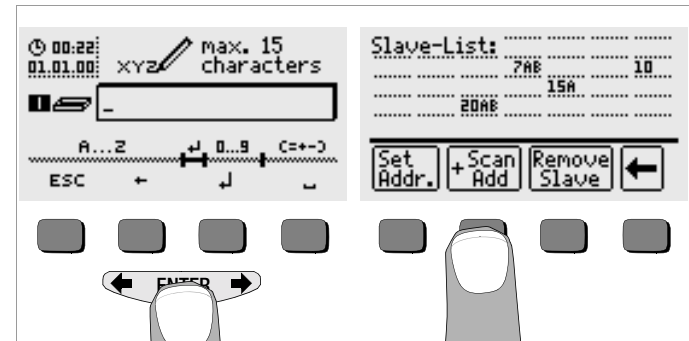 00:22
01.01.00
XYZ
max. 15
characters
_
A...Z ↵ 0...9 (=+-)
ESC ← ↵ ␣
ENTER
Slave-List:
7AB 10
15A
20AB
Set
Addr.
+ Scan
Add
Remove
Slave
←